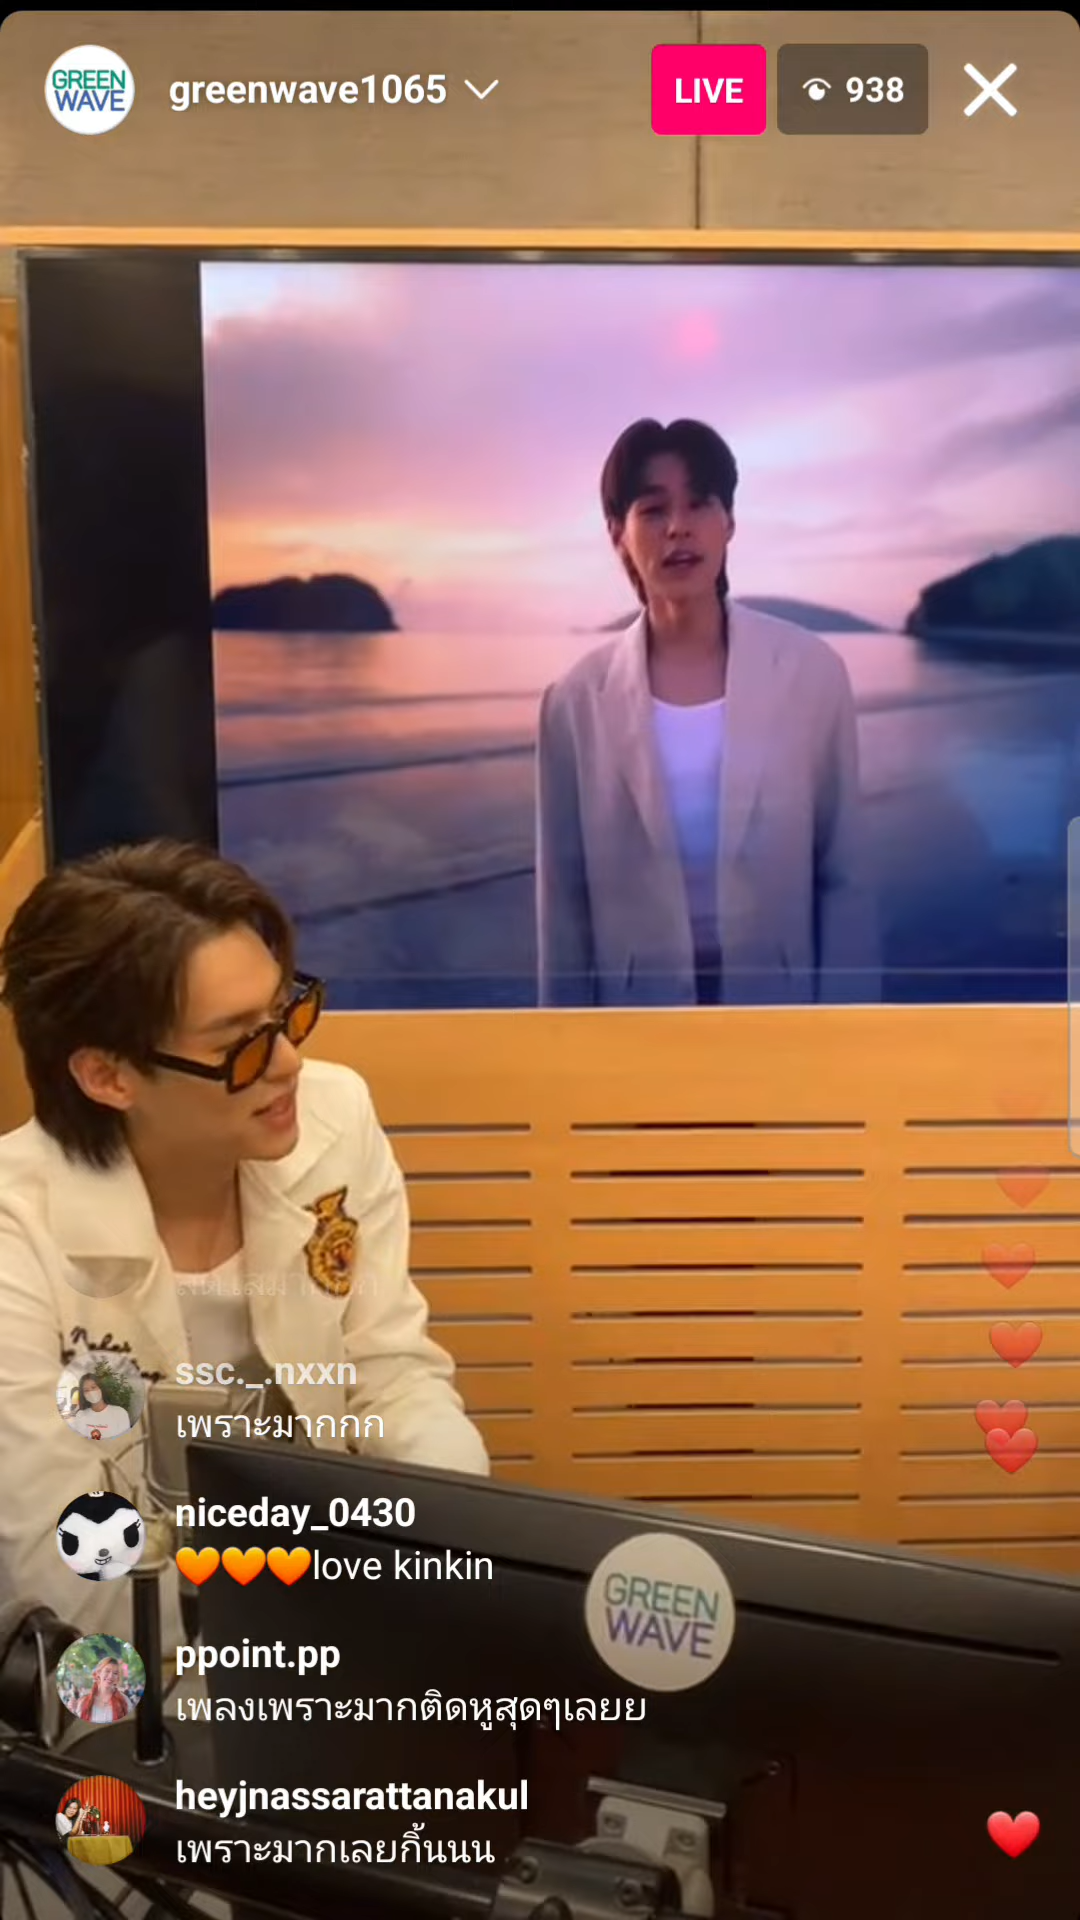 GREEN
WAVE
greenwave1065
LIVE
938
ssc._.nxxn
เพราะมากกก
niceday_0430
🧡🧡🧡love kinkin
ppoint.pp
เพลงเพราะมากติดหูสุดๆเลยย
heyjnassarattanakul
เพราะมากเลยกิ้นนน
GREEN
WAVE